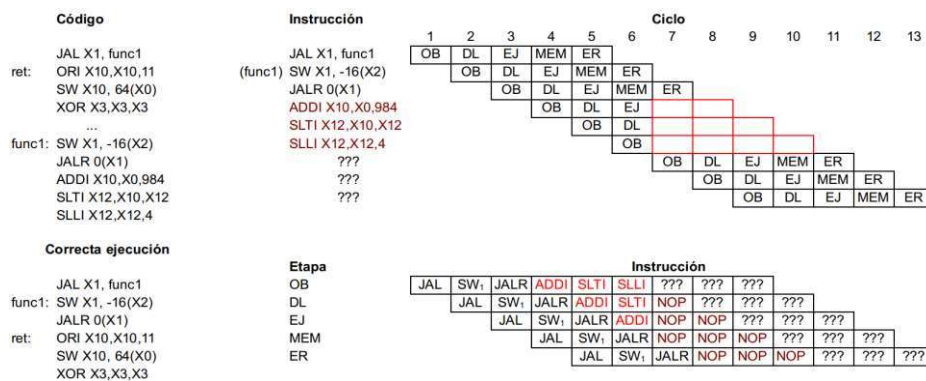 Código Instrucción Ciclo
1 2 3 4 5 6 7 8 9 10 11 12 13
JAL X1, func1 JAL X1, func1 OB DL EJ MEM ER
ret: ORI X10,X10,11 (func1) SW X1, -16(X2) OB DL EJ MEM ER
SW X10, 64(X0) JALR 0(X1) OB DL EJ MEM ER
XOR X3,X3,X3 ADDI X10,X0,984 OB DL EJ
... SLTI X12,X10,X12 OB DL
func1: SW X1, -16(X2) SLLI X12,X12,4 OB
JALR 0(X1) ??? OB DL EJ MEM ER
ADDI X10,X0,984 ??? OB DL EJ MEM ER
SLTI X12,X10,X12 ??? OB DL EJ MEM ER
SLLI X12,X12,4
Correcta ejecución
Etapa Instrucción
JAL X1, func1 OB JAL SW₁ JALR ADDI SLTI SLLI ??? ??? ???
func1: SW X1, -16(X2) DL JAL SW₁ JALR ADDI SLTI NOP ??? ??? ???
JALR 0(X1) EJ JAL SW₁ JALR ADDI NOP NOP ??? ??? ???
ret: ORI X10,X10,11 MEM JAL SW₁ JALR NOP NOP NOP ??? ??? ???
SW X10, 64(X0) ER JAL SW₁ JALR NOP NOP NOP ??? ??? ???
XOR X3,X3,X3